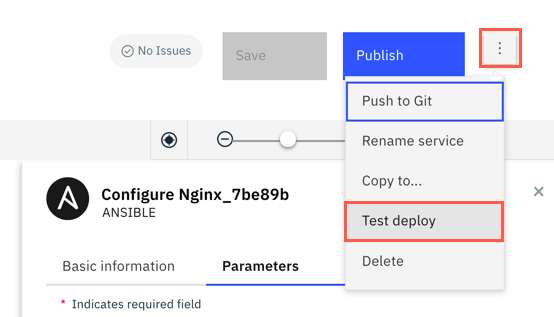 No Issues
Save
Publish
Push to Git
Rename service
Copy to...
Test deploy
Delete
Configure Nginx_7be89b
ANSIBLE
Basic information
Parameters
* Indicates required field